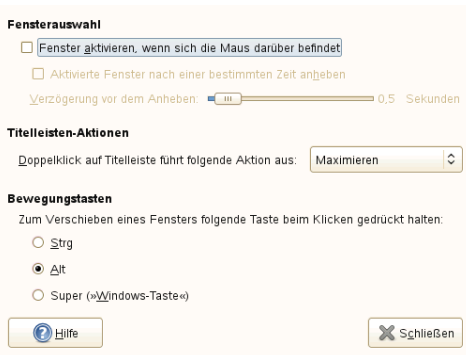 Fensterauswahl
Fenster aktivieren, wenn sich die Maus darüber befindet
Aktivierte Fenster nach einer bestimmten Zeit anheben
Verzögerung vor dem Anheben: 0,5 Sekunden
Titelleisten-Aktionen
Doppelklick auf Titelleiste führt folgende Aktion aus: Maximieren
Bewegungstasten
Zum Verschieben eines Fensters folgende Taste beim Klicken gedrückt halten:
Strg
Alt
Super (»Windows-Taste«)
Hilfe Schließen